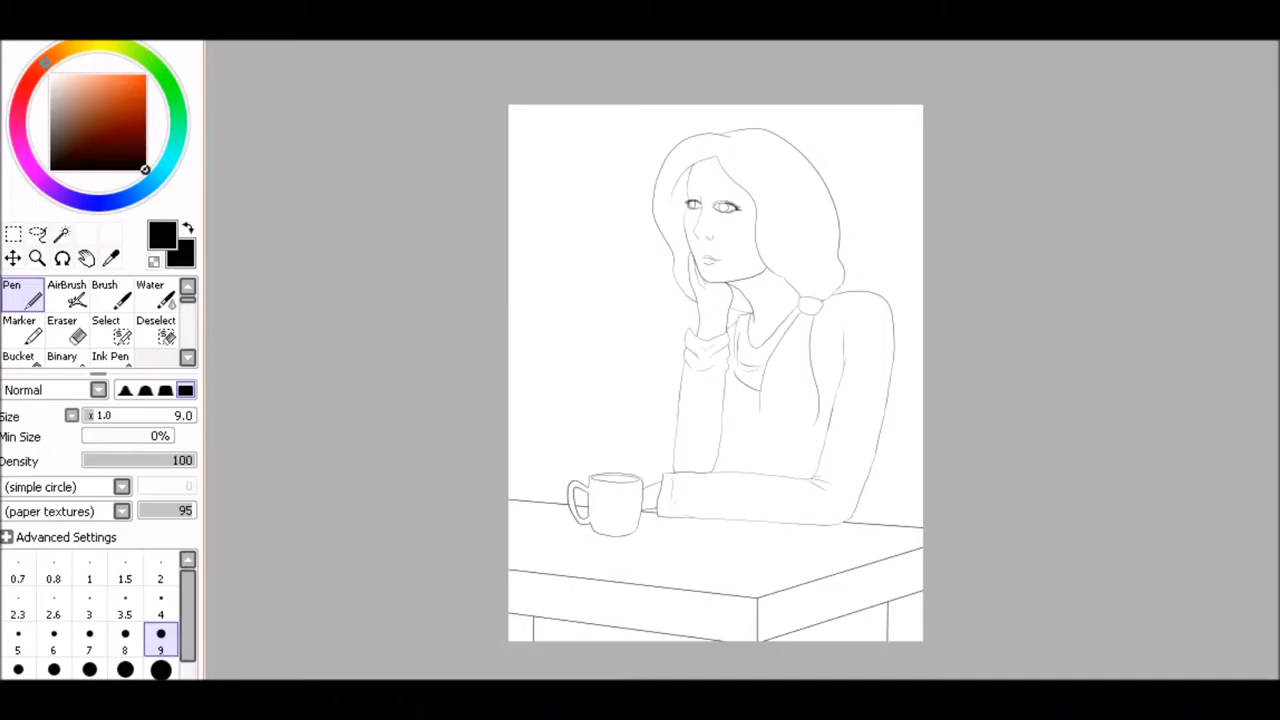 Pen AirBrush Brush Water
Marker Eraser Select Deselect
Bucket Binary Ink Pen
Normal
Size x 1.0 9.0
Min Size 0%
Density 100
(simple circle) 0
(paper textures) 95
+ Advanced Settings
0.7 0.8 1 1.5 2
2.3 2.6 3 3.5 4
5 6 7 8 9